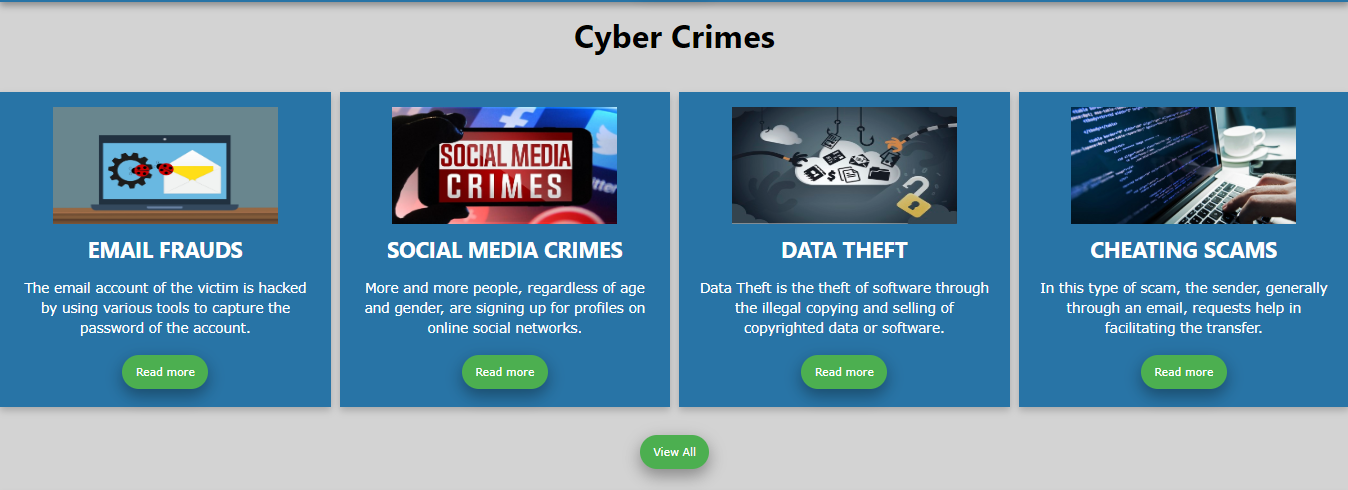 Cyber Crimes
SOCIAL MEDIA
CRIMES
EMAIL FRAUDS
The email account of the victim is hacked
by using various tools to capture the
password of the account.
Read more
SOCIAL MEDIA CRIMES
More and more people, regardless of age
and gender, are signing up for profiles on
online social networks.
Read more
DATA THEFT
Data Theft is the theft of software through
the illegal copying and selling of
copyrighted data or software.
Read more
CHEATING SCAMS
In this type of scam, the sender, generally
through an email, requests help in
facilitating the transfer.
Read more
View All